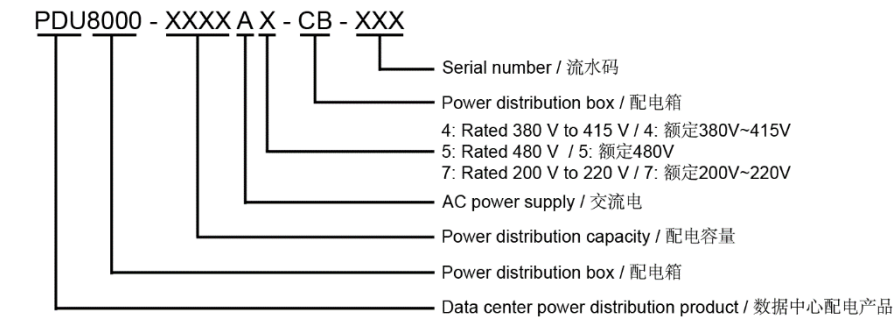 PDU8000 - XXXX A X - CB - XXX
Serial number / 流水码
Power distribution box / 配电箱
4: Rated 380 V to 415 V / 4: 额定380V~415V
5: Rated 480 V / 5: 额定480V
7: Rated 200 V to 220 V / 7: 额定200V~220V
AC power supply / 交流电
Power distribution capacity / 配电容量
Power distribution box / 配电箱
Data center power distribution product / 数据中心配电产品